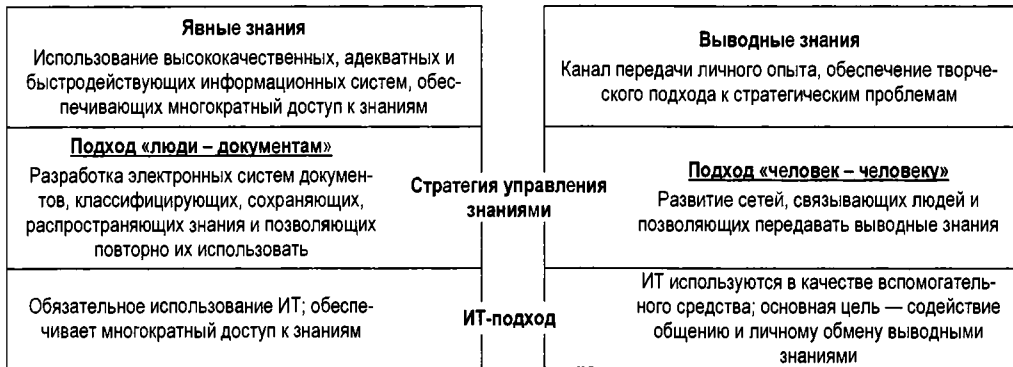 Явные знания
Использование высококачественных, адекватных и
быстродействующих информационных систем, обес-
печивающих многократный доступ к знаниям
Выводные знания
Канал передачи личного опыта, обеспечение творче-
ского подхода к стратегическим проблемам
Подход «люди – документам»
Разработка электронных систем докумен-
тов, классифицирующих, сохраняющих,
распространяющих знания и позволяющих
повторно их использовать
Стратегия управления
знаниями
Подход «человек – человеку»
Развитие сетей, связывающих людей и
позволяющих передавать выводные знания
Обязательное использование ИТ; обеспе-
чивает многократный доступ к знаниям
ИТ-подход
ИТ используются в качестве вспомогатель-
ного средства; основная цель — содействие
общению и личному обмену выводными
знаниями